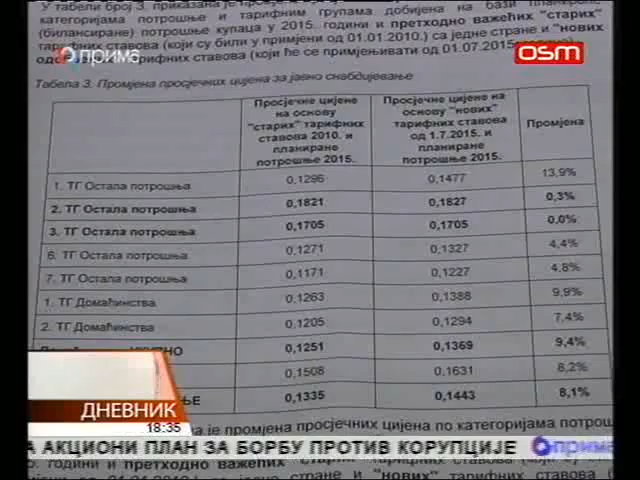 У табели број 3. приказана је
категоријама потрошње и тарифним групама добијена на бази планиране
(билансиране) потрошње купаца у 2015. години и претходно важећих "старих"
тарифних ставова (који су били у примјени од 01.01.2010.) са једне стране и "нових
тарифних ставова (који ће се примјењивати од 01.07.2015.
прима
OSM
Табела 3. Промјена просјечних цијена за јавно снабдијевање
Просјечне цијене на основу "старих" тарифних ставова 2010. и планиране потрошње 2015. Просјечне цијене на основу "нових" тарифних ставова од 1.7.2015. и планиране потрошње 2015. Промјена
1. ТГ Остала потрошња 0,1296 0,1477 13,9%
2. ТГ Остала потрошња 0,1821 0,1827 0,3%
3. ТГ Остала потрошња 0,1705 0,1705 0,0%
6. ТГ Остала потрошња 0,1271 0,1327 4,4%
7. ТГ Остала потрошња 0,1171 0,1227 4,8%
1. ТГ Домаћинства 0,1263 0,1388 9,9%
2. ТГ Домаћинства 0,1205 0,1294 7,4%
0,1251 0,1369 9,4%
0,1508 0,1631 8,2%
0,1335 0,1443 8,1%
ДНЕВНИК
18:35
је промјена просјечних цијена по категоријама потрош
А АКЦИОНИ ПЛАН ЗА БОРБУ ПРОТИВ КОРУПЦИЈЕ прима
години и претходно важећих
једне стране и "нових"